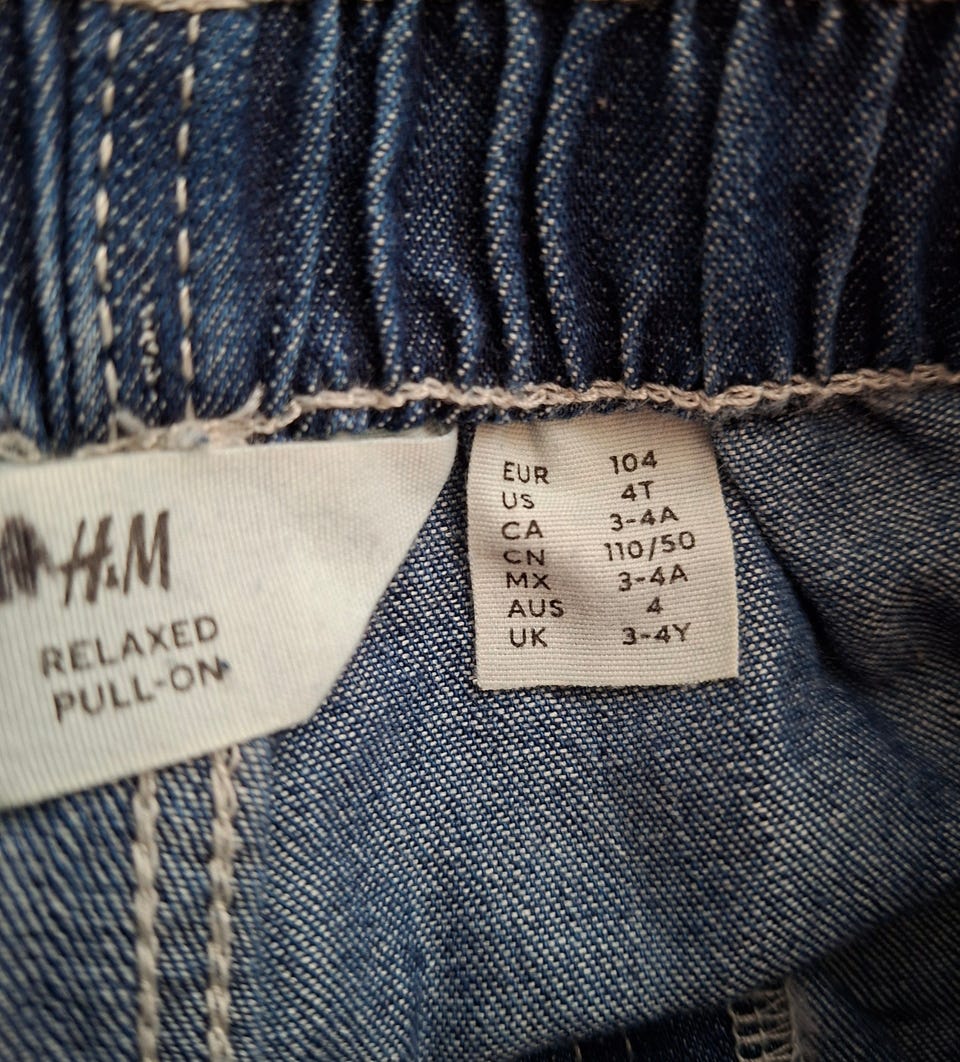 H&M
RELAXED
PULL-ON
EUR 104
US 4T
CA 3-4A
CN 110/50
MX 3-4A
AUS 4
UK 3-4Y